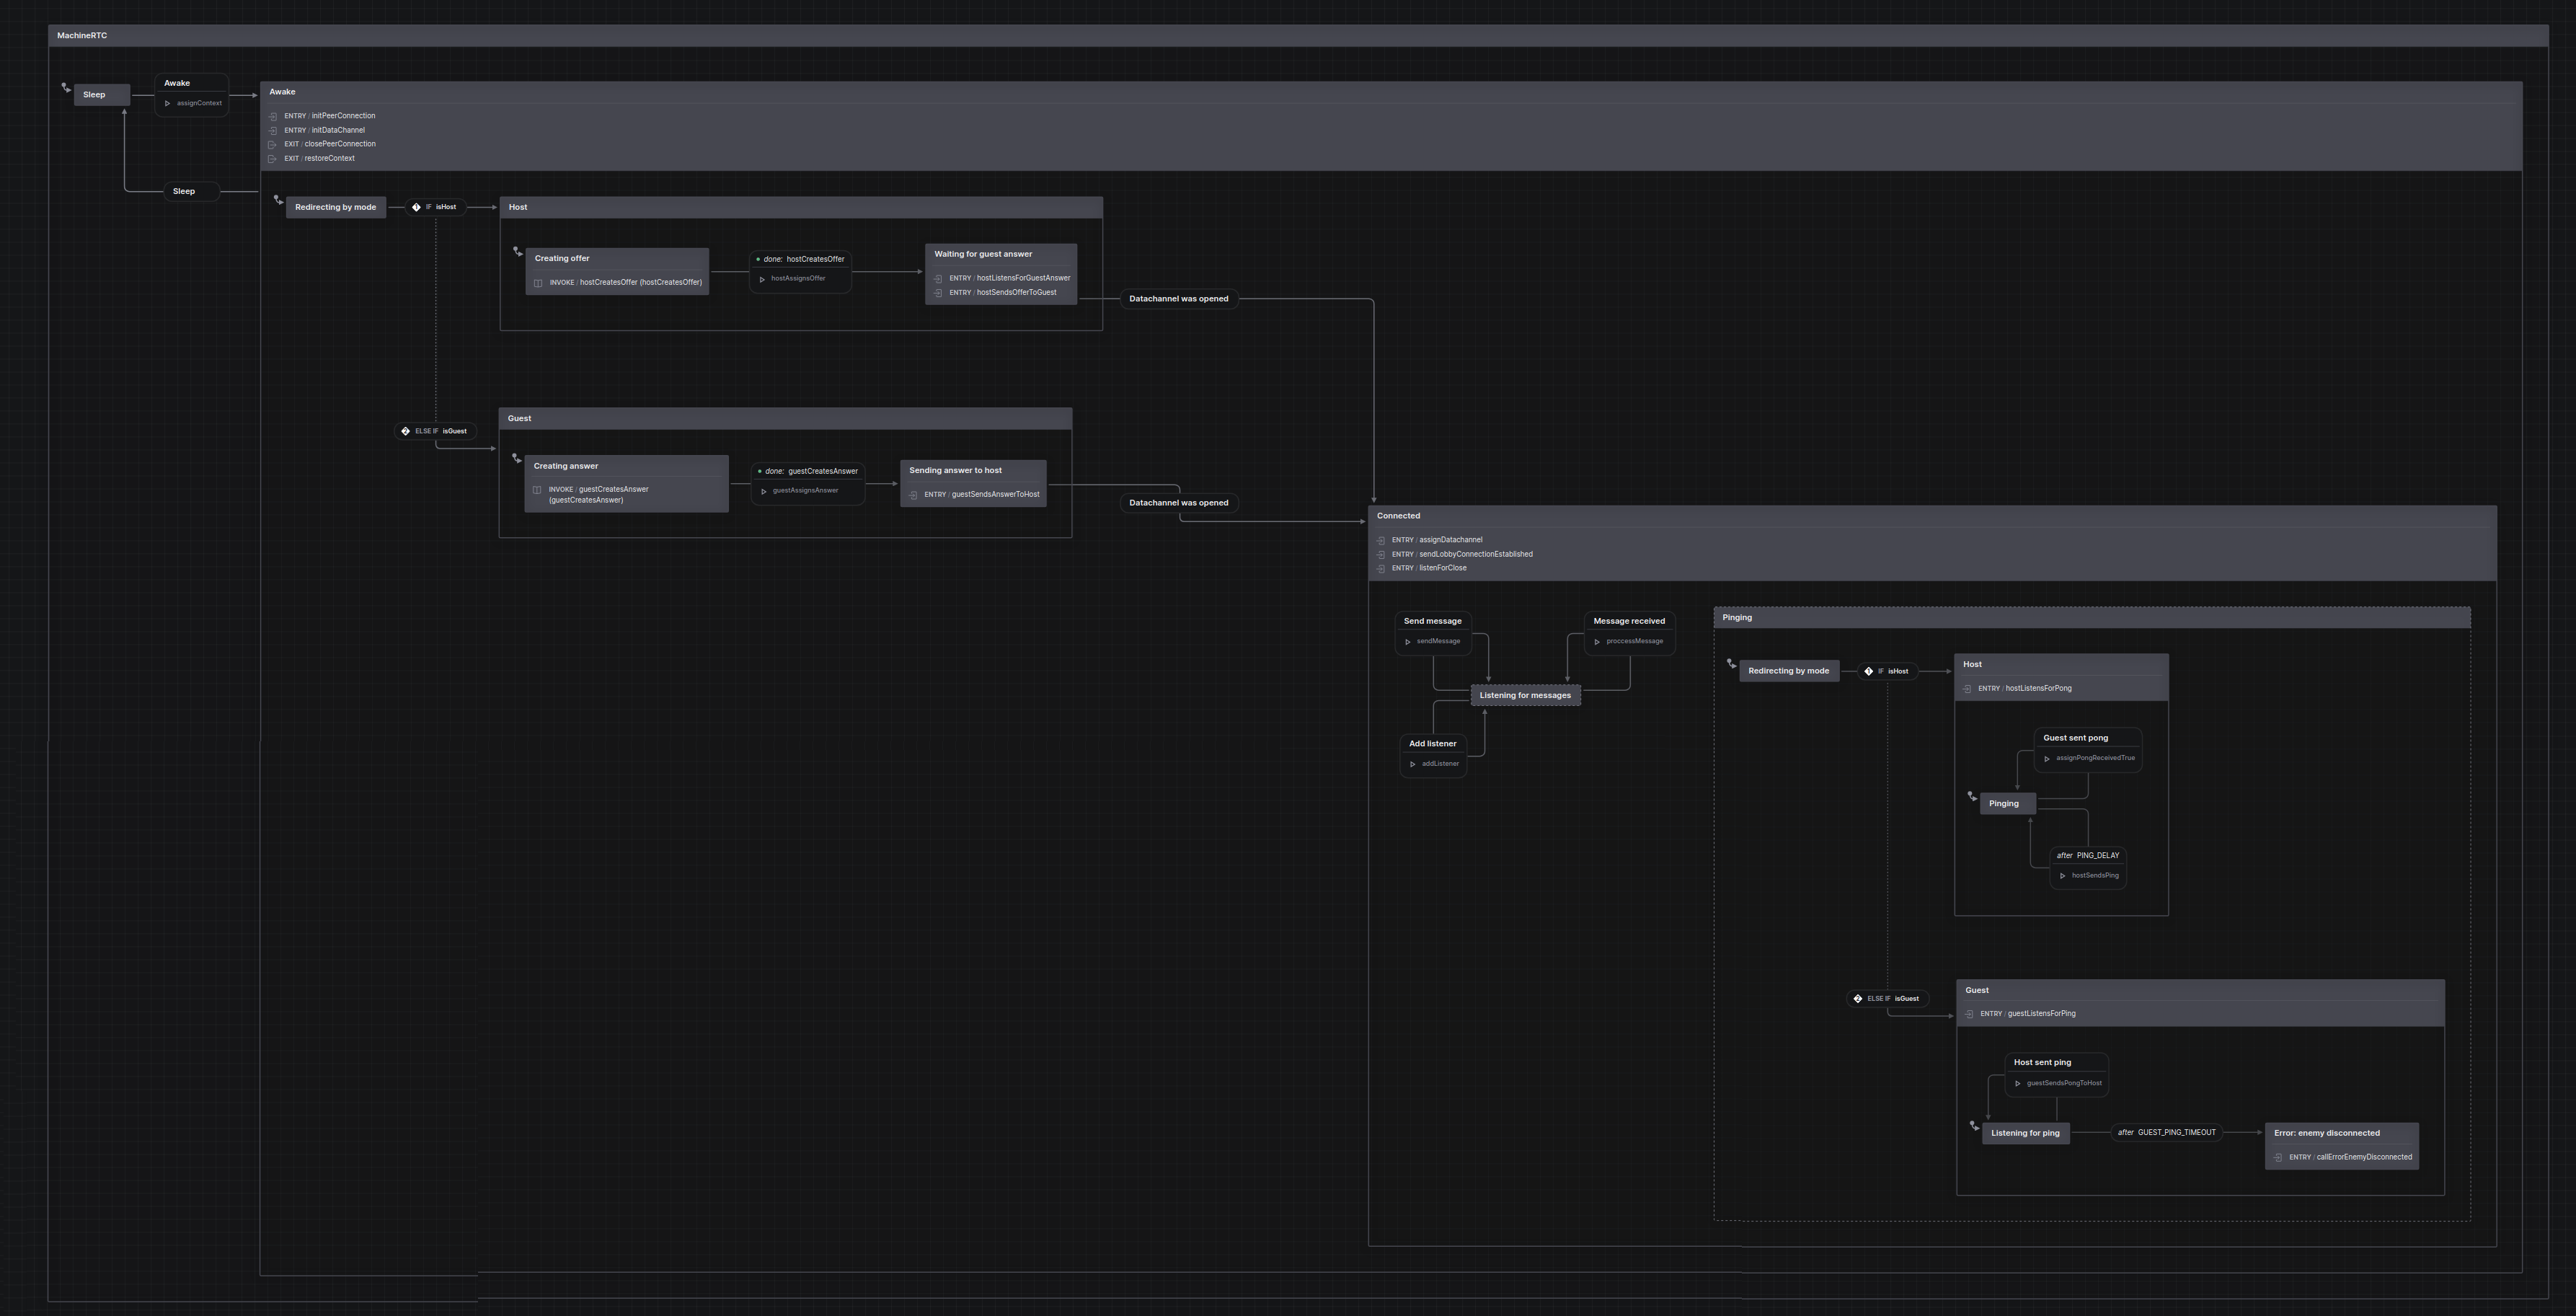 MachineRTC
Sleep
Awake
assignContext
Sleep
Awake
ENTRY / initPeerConnection
ENTRY / initDataChannel
EXIT / closePeerConnection
EXIT / restoreContext
Redirecting by mode
1 IF isHost
Host
Creating offer
INVOKE / hostCreatesOffer (hostCreatesOffer)
done: hostCreatesOffer
hostAssignsOffer
Waiting for guest answer
ENTRY / hostListensForGuestAnswer
ENTRY / hostSendsOfferToGuest
Datachannel was opened
2 ELSE IF isGuest
Guest
Creating answer
INVOKE / guestCreatesAnswer
(guestCreatesAnswer)
done: guestCreatesAnswer
guestAssignsAnswer
Sending answer to host
ENTRY / guestSendsAnswerToHost
Datachannel was opened
Connected
ENTRY / assignDatachannel
ENTRY / sendLobbyConnectionEstablished
ENTRY / listenForClose
Send message
sendMessage
Message received
proccessMessage
Listening for messages
Add listener
addListener
Pinging
Redirecting by mode
1 IF isHost
Host
ENTRY / hostListensForPong
Guest sent pong
assignPongReceivedTrue
Pinging
after PING_DELAY
hostSendsPing
2 ELSE IF isGuest
Guest
ENTRY / guestListensForPing
Host sent ping
guestSendsPongToHost
Listening for ping
after GUEST_PING_TIMEOUT
Error: enemy disconnected
ENTRY / callErrorEnemyDisconnected